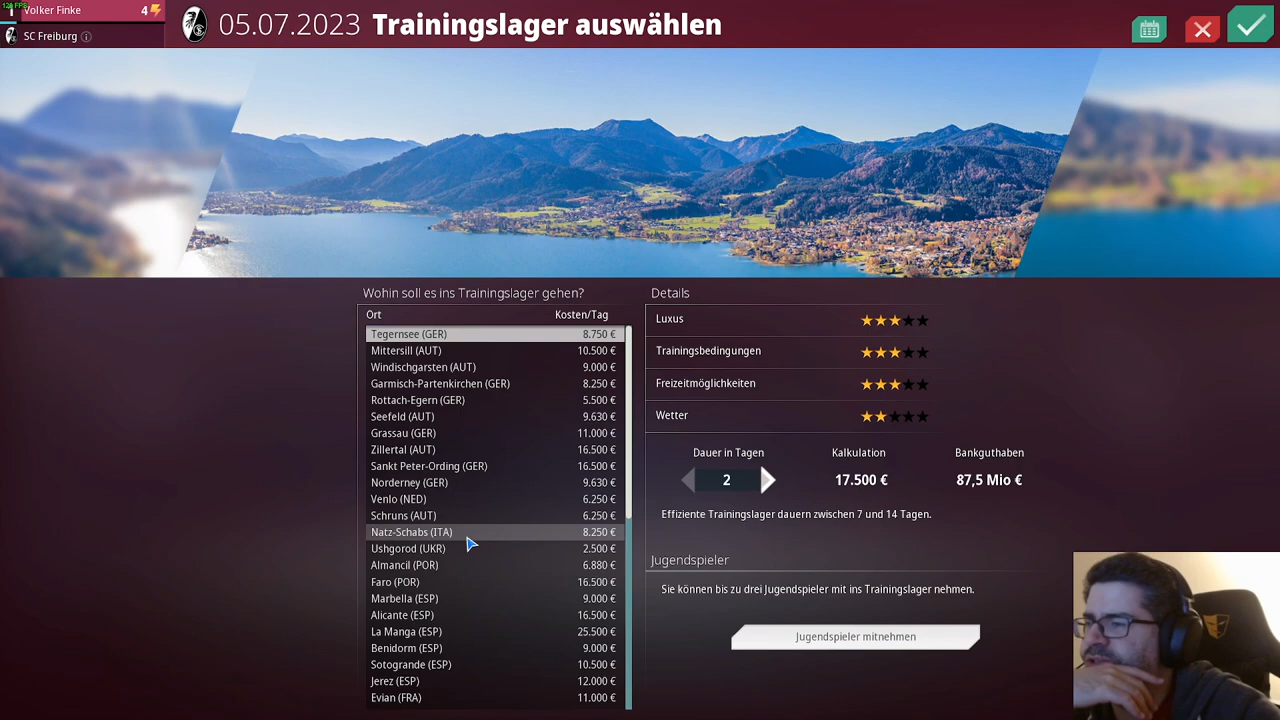 120 FPS
1 Volker Finke 4
SC Freiburg
05.07.2023 Trainingslager auswählen
Wohin soll es ins Trainingslager gehen?
Ort Kosten/Tag
Tegernsee (GER) 8.750 €
Mittersill (AUT) 10.500 €
Windischgarsten (AUT) 9.000 €
Garmisch-Partenkirchen (GER) 8.250 €
Rottach-Egern (GER) 5.500 €
Seefeld (AUT) 9.630 €
Grassau (GER) 11.000 €
Zillertal (AUT) 16.500 €
Sankt Peter-Ording (GER) 16.500 €
Norderney (GER) 9.630 €
Venlo (NED) 6.250 €
Schruns (AUT) 6.250 €
Natz-Schabs (ITA) 8.250 €
Ushgorod (UKR) 2.500 €
Almancil (POR) 6.880 €
Faro (POR) 16.500 €
Marbella (ESP) 9.000 €
Alicante (ESP) 16.500 €
La Manga (ESP) 25.500 €
Benidorm (ESP) 9.000 €
Sotogrande (ESP) 10.500 €
Jerez (ESP) 12.000 €
Evian (FRA) 11.000 €
Details
Luxus
Trainingsbedingungen
Freizeitmöglichkeiten
Wetter
Dauer in Tagen Kalkulation Bankguthaben
2 17.500 € 87,5 Mio €
Effiziente Trainingslager dauern zwischen 7 und 14 Tagen.
Jugendspieler
Sie können bis zu drei Jugendspieler mit ins Trainingslager nehmen.
Jugendspieler mitnehmen